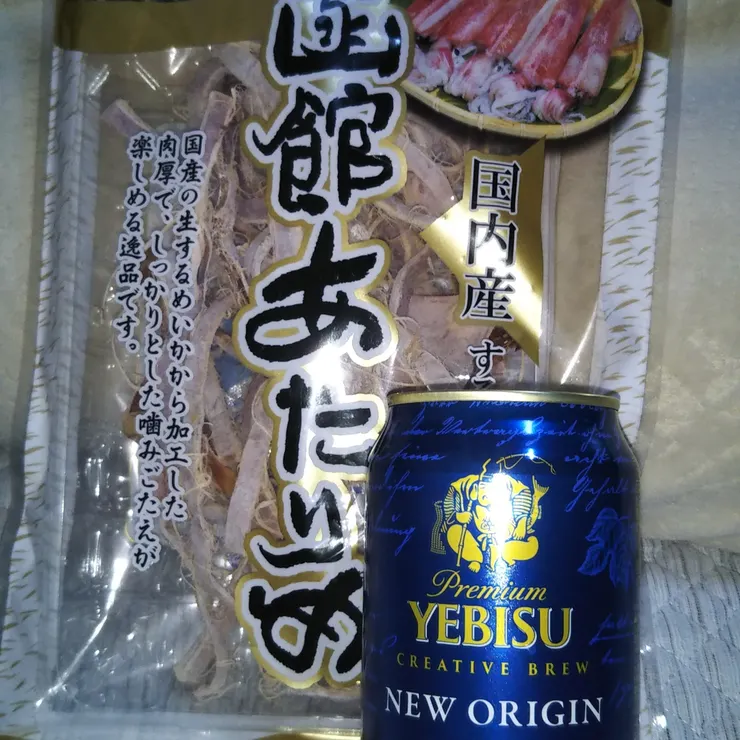 函館あたりめ
国内産
す
国産の生するめいかから加工した
肉厚で、しっかりとした噛みごたえが
楽しめる逸品です。
Premium
YEBISU
CREATIVE BREW
NEW ORIGIN